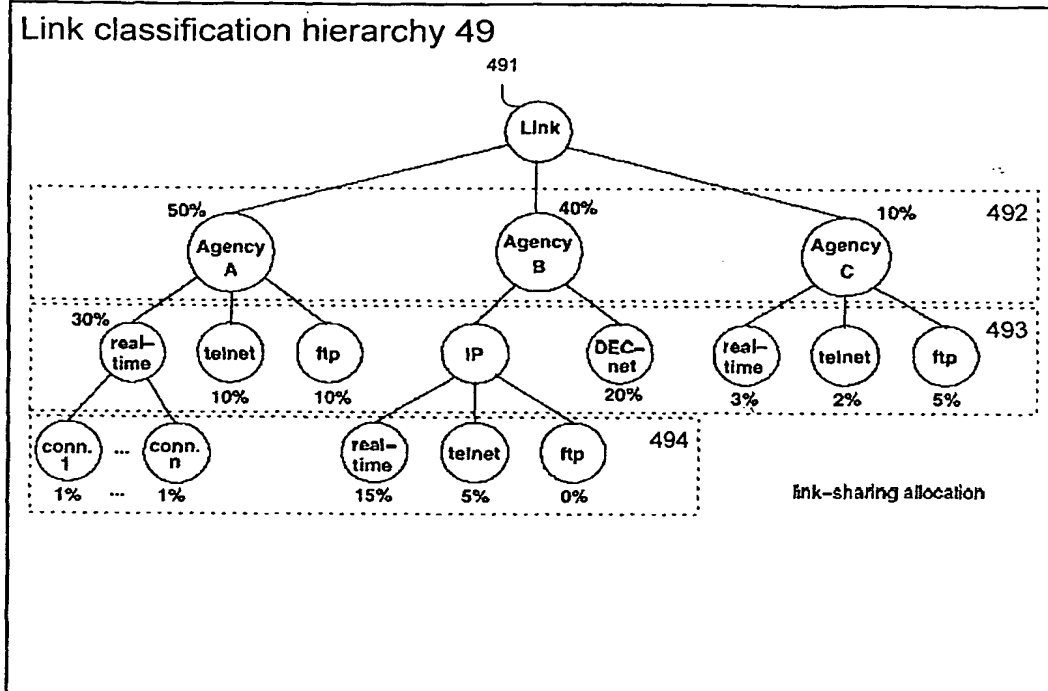 Link classification hierarchy 49
491
Link
50%
40%
10%
492
Agency
A
Agency
B
Agency
C
30%
493
real-
time
telnet
ftp
IP
DEC-
net
real-
time
telnet
ftp
10%
10%
20%
3%
2%
5%
conn.
1
...
conn.
n
real-
time
telnet
ftp
494
1%
...
1%
15%
5%
0%
link-sharing allocation